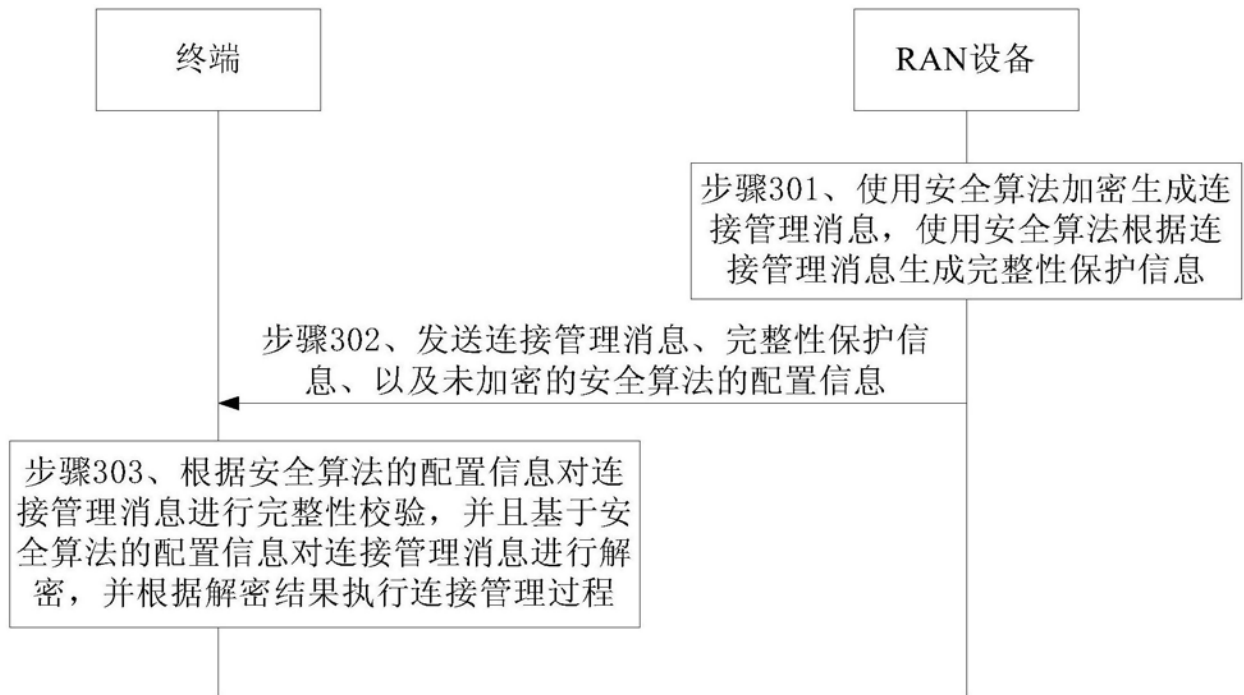 终端
RAN设备
步骤301、使用安全算法加密生成连
接管理消息，使用安全算法根据连
接管理消息生成完整性保护信息
步骤302、发送连接管理消息、完整性保护信
息、以及未加密的安全算法的配置信息
步骤303、根据安全算法的配置信息对连
接管理消息进行完整性校验，并且基于安
全算法的配置信息对连接管理消息进行解
密，并根据解密结果执行连接管理过程